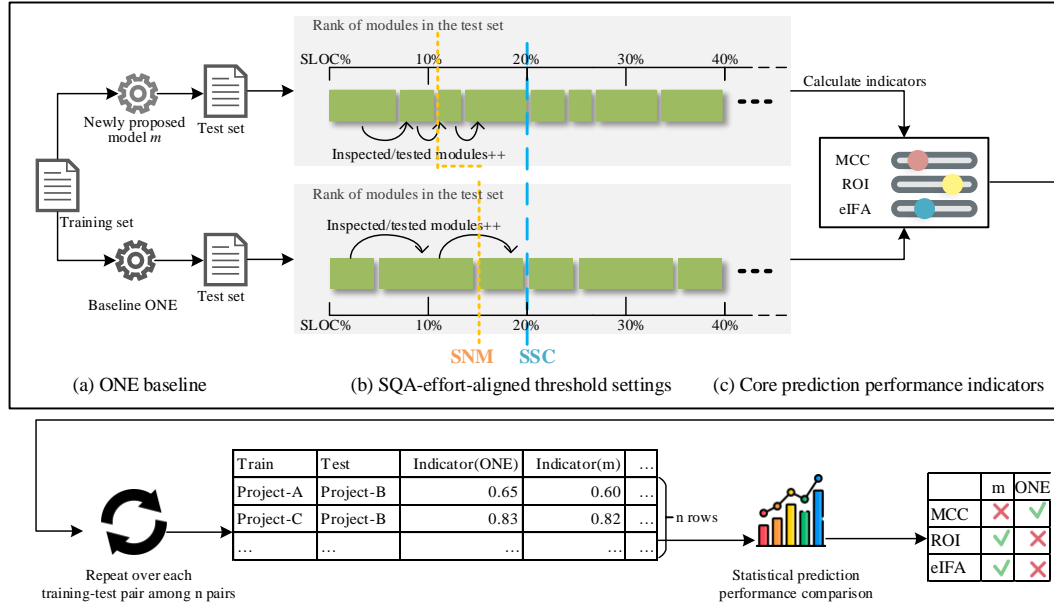 Rank of modules in the test set
SLOC%
10%
20%
30%
40%
Inspected/tested modules++
Newly proposed
model m
Test set
Training set
Baseline ONE
Test set
Rank of modules in the test set
Inspected/tested modules++
SLOC%
10%
20%
30%
40%
SNM
SSC
Calculate indicators
MCC
ROI
eIFA
(a) ONE baseline
(b) SQA-effort-aligned threshold settings
(c) Core prediction performance indicators
Repeat over each
training-test pair among n pairs
Train Test Indicator(ONE) Indicator(m) ...
Project-A Project-B 0.65 0.60 ...
Project-C Project-B 0.83 0.82 ...
... ... ... ... ...
n rows
Statistical prediction
performance comparison
m ONE
MCC
ROI
eIFA